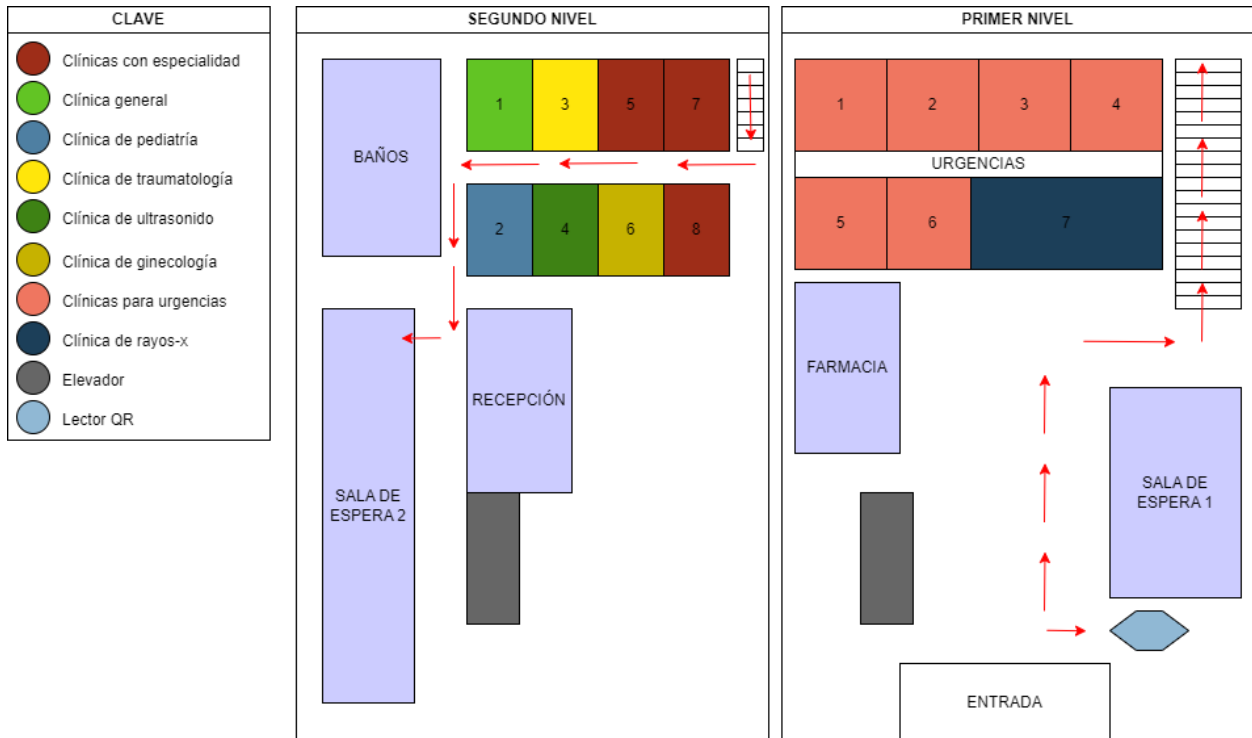 CLAVE
Clínicas con especialidad
Clínica general
Clínica de pediatría
Clínica de traumatología
Clínica de ultrasonido
Clínica de ginecología
Clínicas para urgencias
Clínica de rayos-x
Elevador
Lector QR
SEGUNDO NIVEL
BAÑOS
1
3
5
7
2
4
6
8
RECEPCIÓN
SALA DE
ESPERA 2
PRIMER NIVEL
1
2
3
4
URGENCIAS
5
6
7
FARMACIA
SALA DE
ESPERA 1
ENTRADA